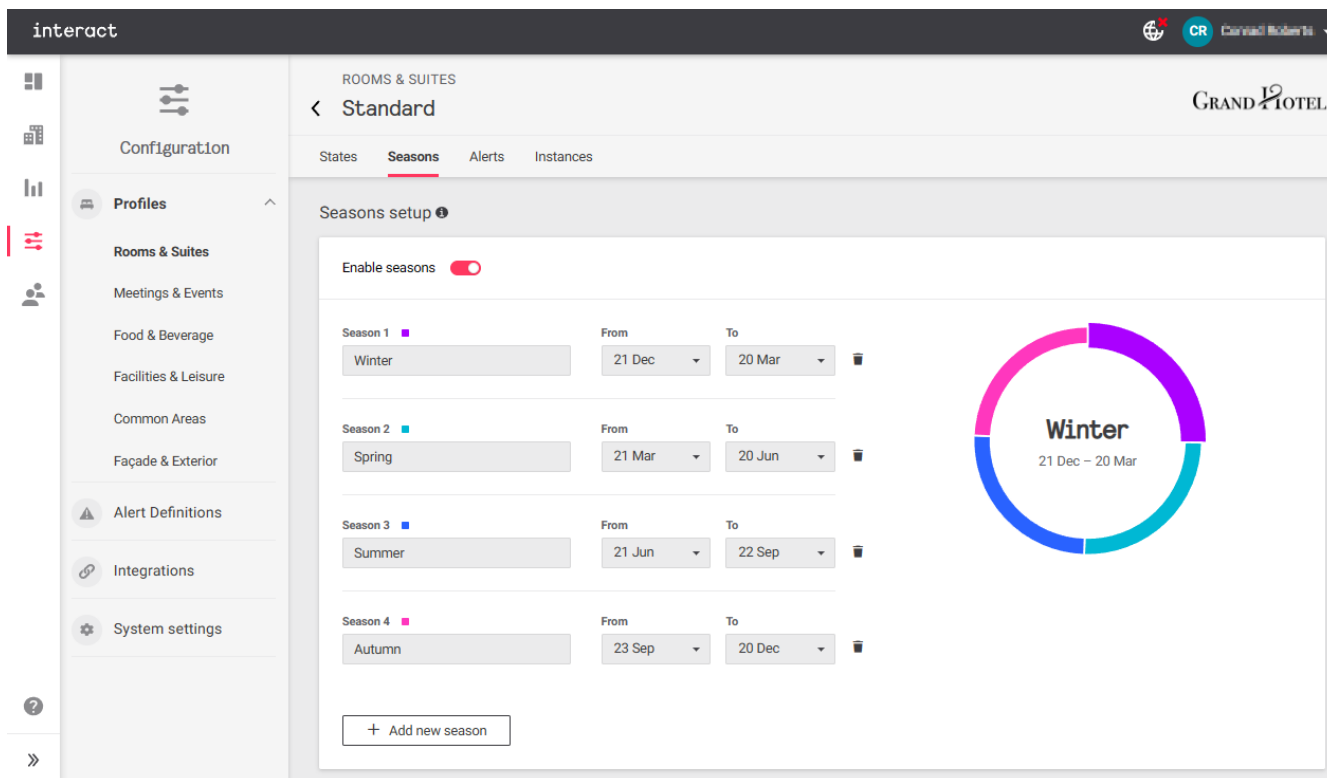 interact
CR
ROOMS & SUITES
Standard
GRAND HOTEL
Configuration
States Seasons Alerts Instances
Profiles
Rooms & Suites
Meetings & Events
Food & Beverage
Facilities & Leisure
Common Areas
Façade & Exterior
Alert Definitions
Integrations
System settings
Seasons setup
Enable seasons
Season 1 From To
Winter 21 Dec 20 Mar
Season 2 From To
Spring 21 Mar 20 Jun
Season 3 From To
Summer 21 Jun 22 Sep
Season 4 From To
Autumn 23 Sep 20 Dec
+ Add new season
Winter
21 Dec – 20 Mar